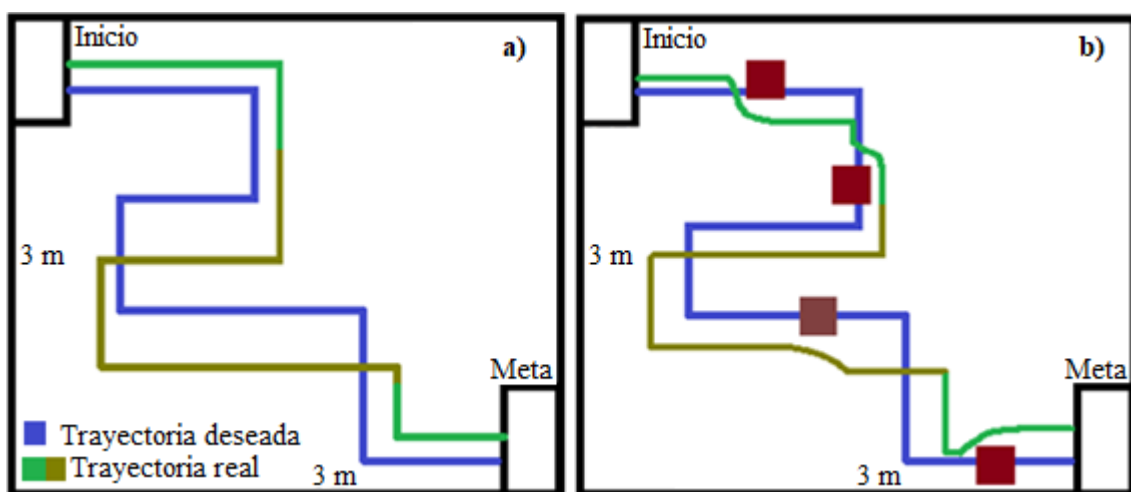 Inicio
a)
3 m
Meta
Trayectoria deseada
Trayectoria real
3 m
Inicio
b)
3 m
Meta
3 m